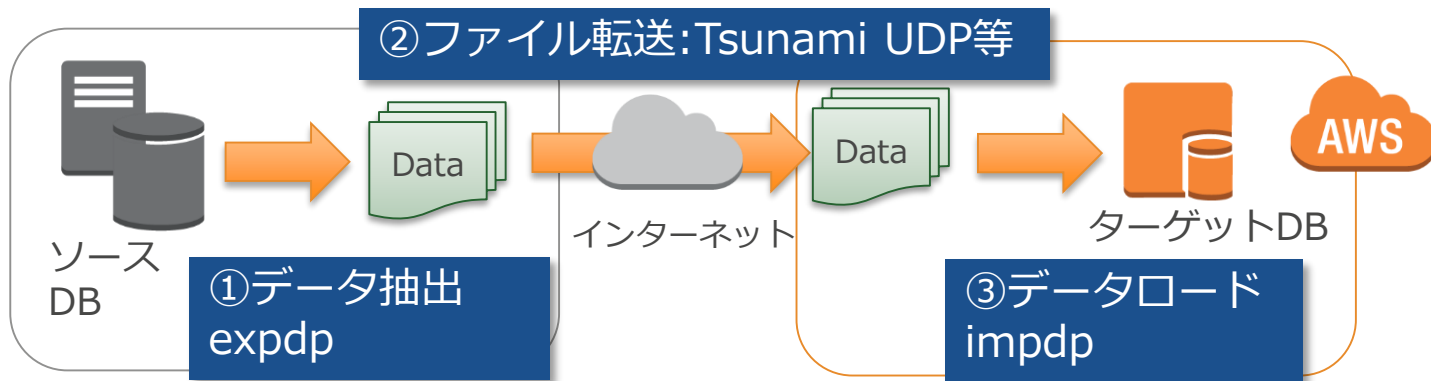 ②ファイル転送:Tsunami UDP等
Data
Data
AWS
インターネット
ターゲットDB
ソース
DB
①データ抽出
expdp
③データロード
impdp